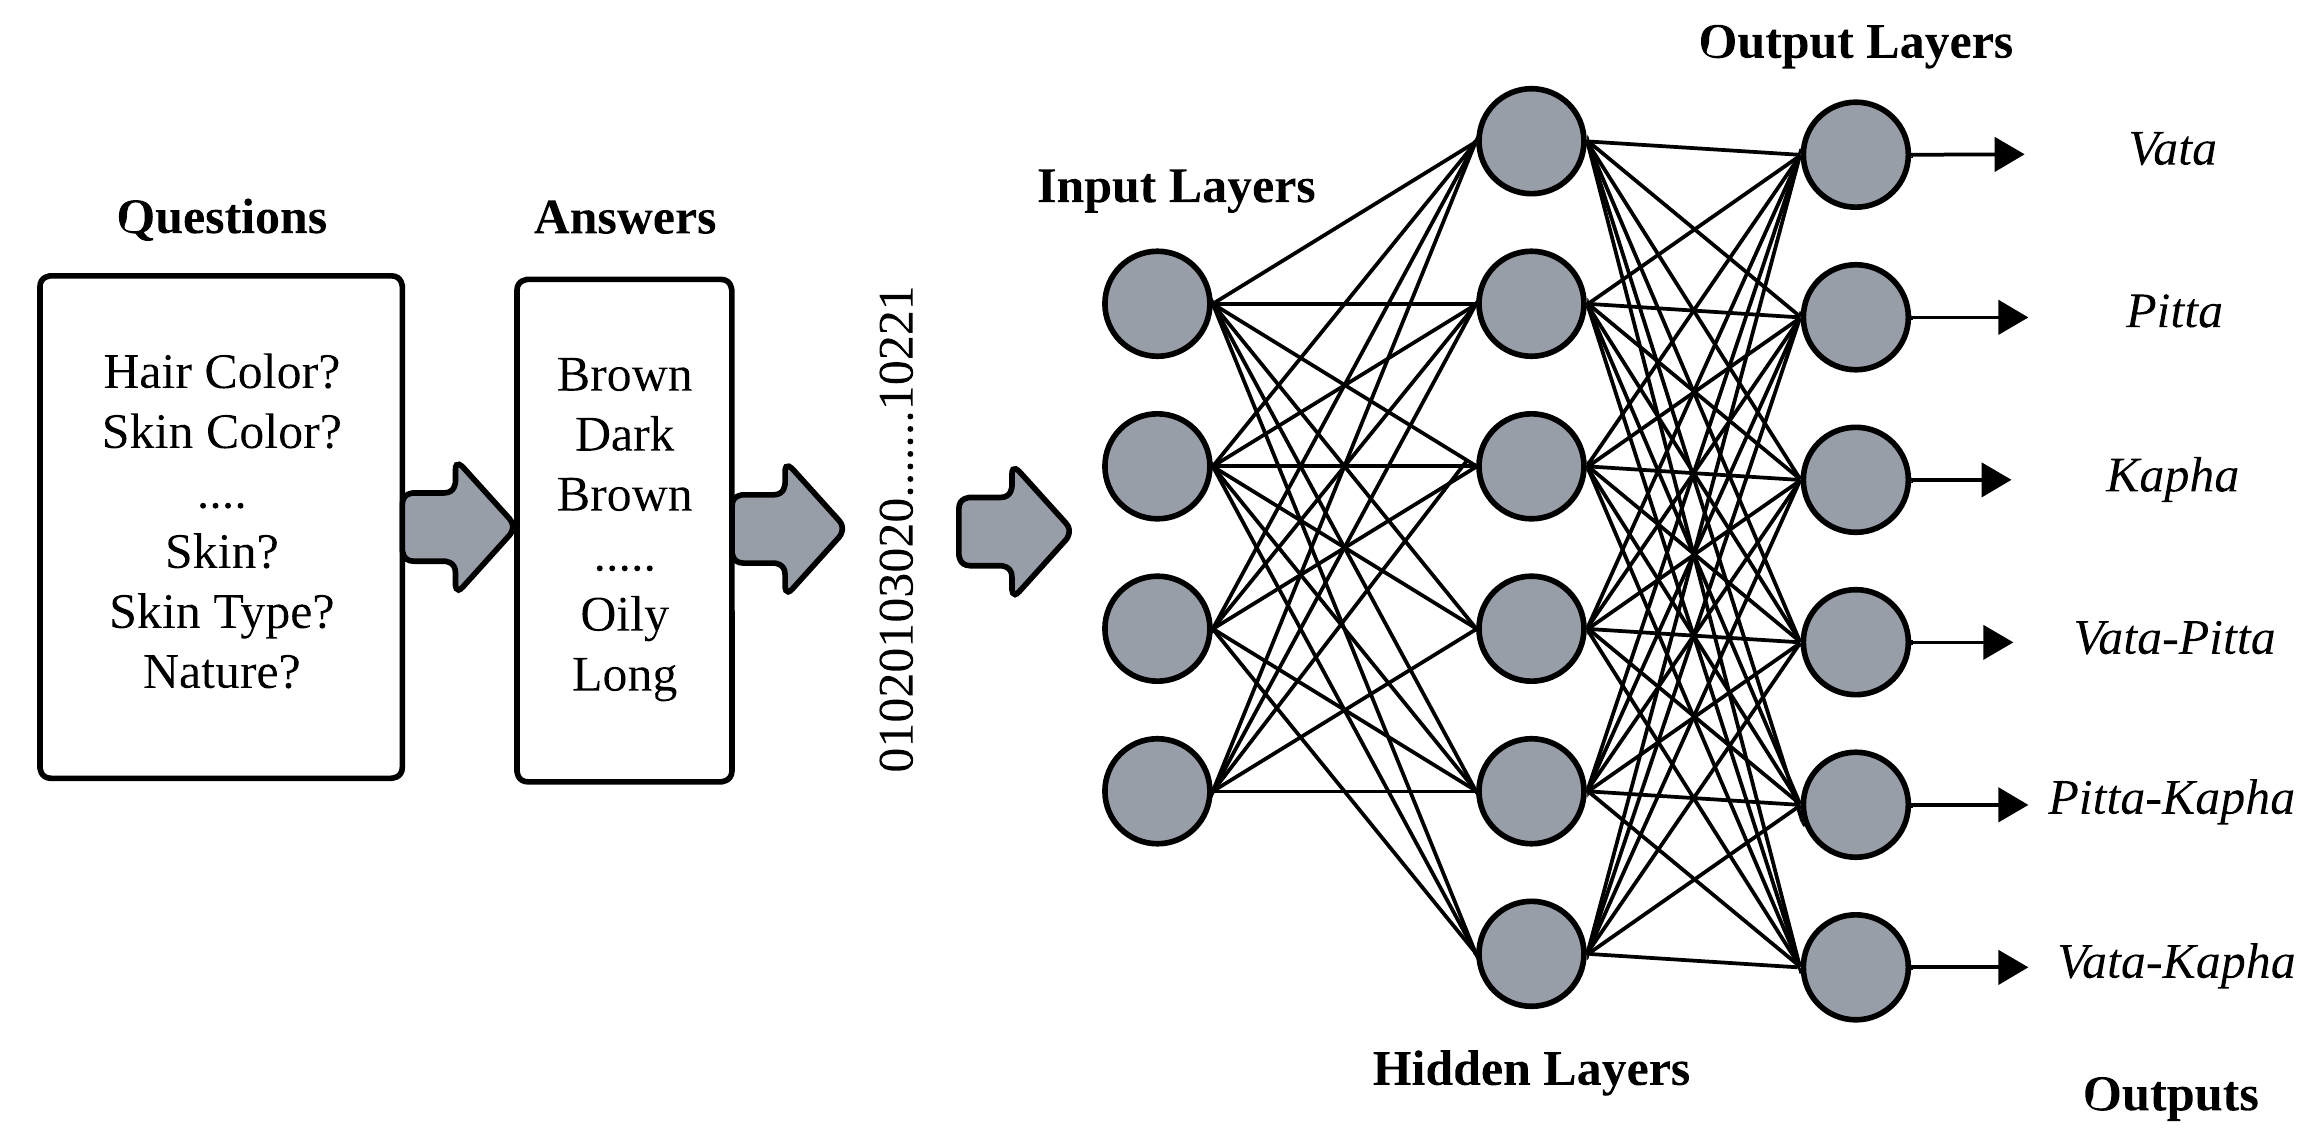 Questions
Hair Color?
Skin Color?
....
Skin?
Skin Type?
Nature?
Answers
Brown
Dark
Brown
.....
Oily
Long
0102010303020........10221
Input Layers
Hidden Layers
Output Layers
Vata
Pitta
Kapha
Vata-Pitta
Pitta-Kapha
Vata-Kapha
Outputs